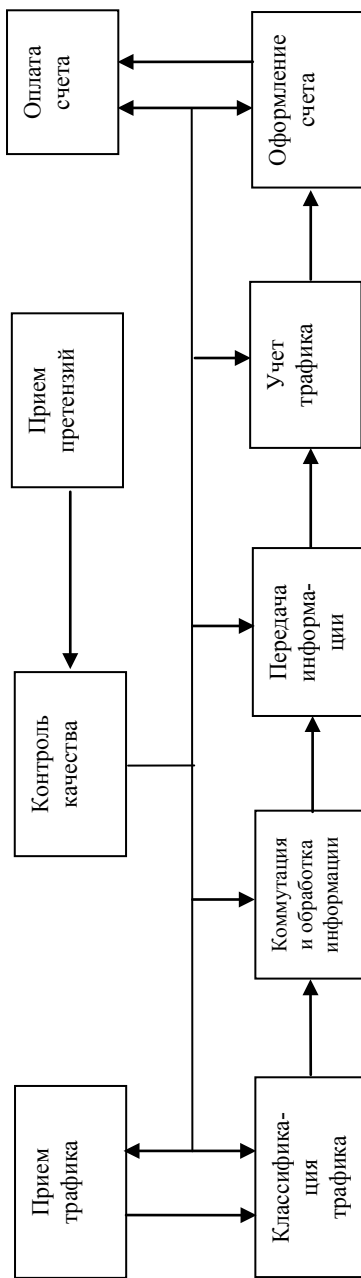 Прием
трафика
Контроль
качества
Прием
претензий
Оплата
счета
Классифика-
ция
трафика
Коммутация
и обработка
информации
Передача
информа-
ции
Учет
трафика
Оформление
счета